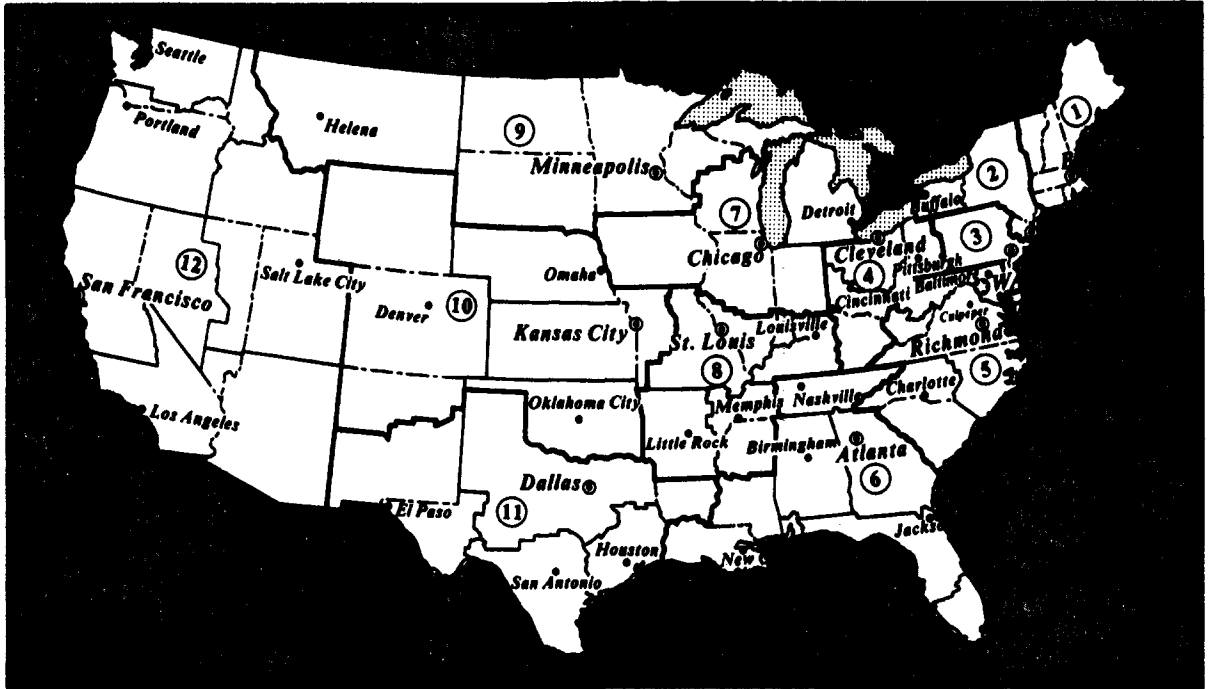 Seattle
Portland
Helena
9
Minneapolis
1
2
Buffalo
Detroit
7
Chicago
3
Cleveland
Pittsburgh
4
Cincinnati
Baltimore
Culpeper
Richmond
5
Charlotte
12
San Francisco
Salt Lake City
Denver
10
Omaha
Kansas City
St. Louis
8
Louisville
Los Angeles
Oklahoma City
Memphis
Nashville
Little Rock
Birmingham
Atlanta
6
Dallas
11
El Paso
Houston
San Antonio
New